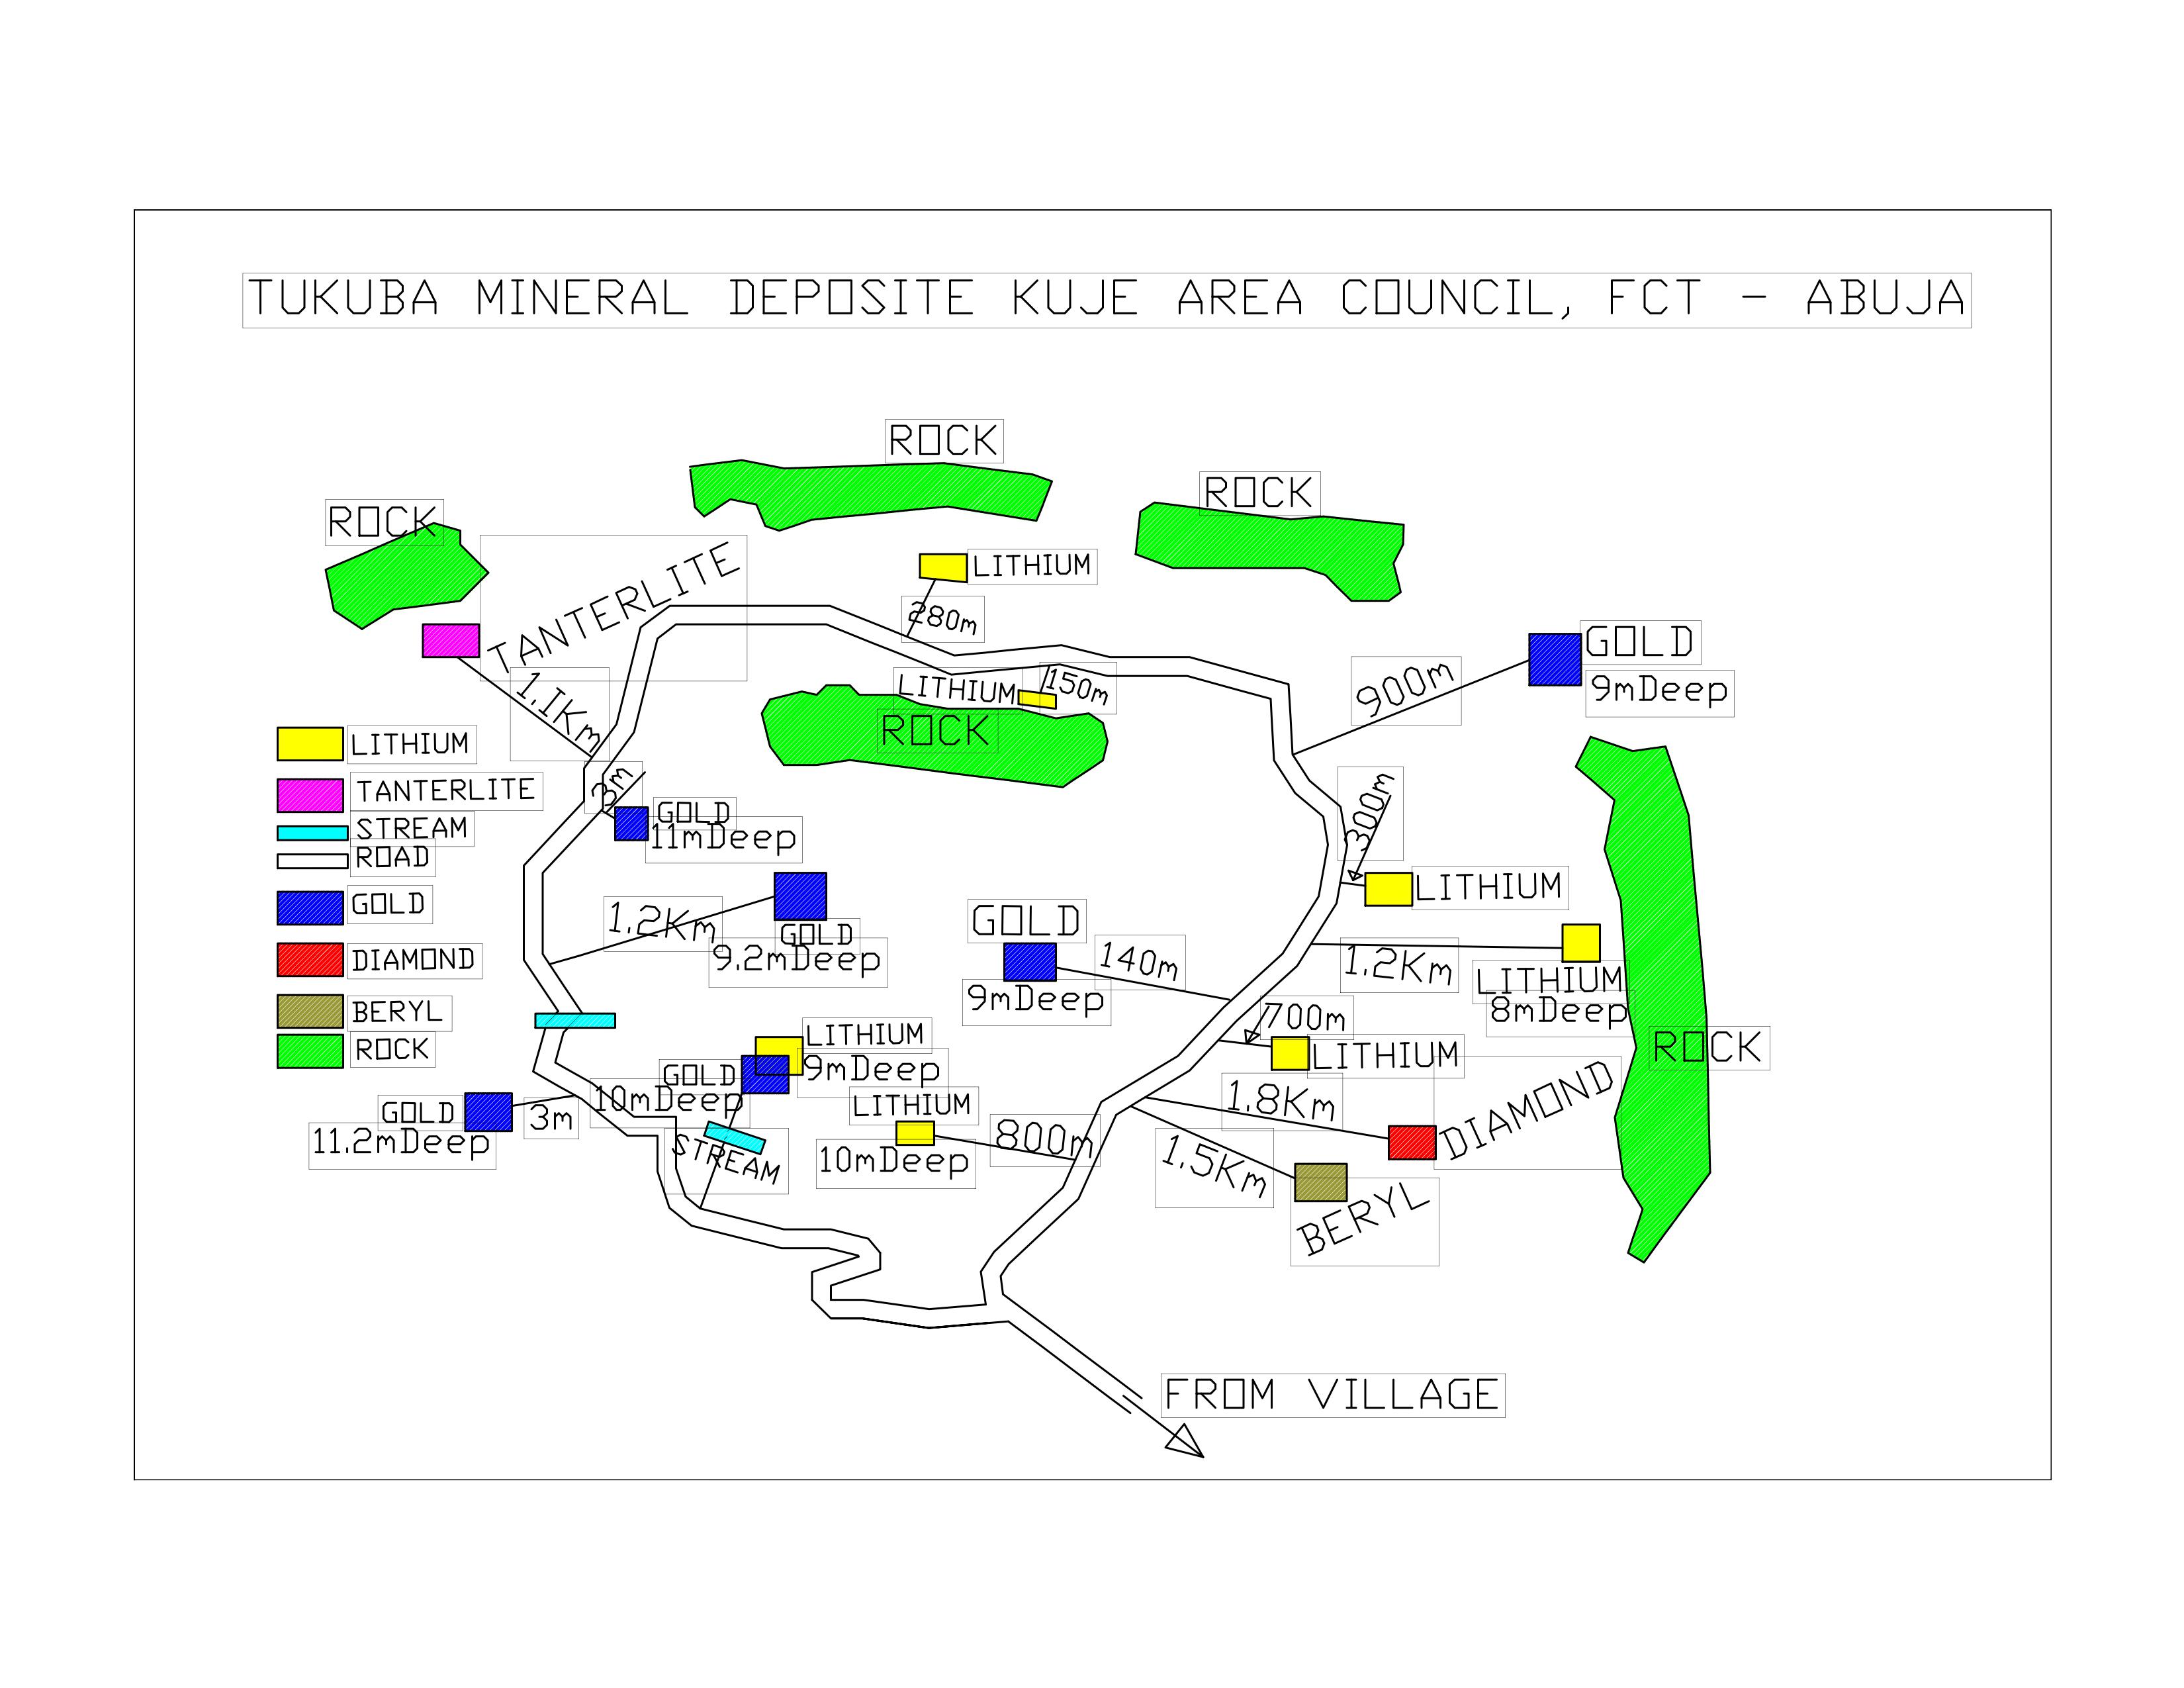 TUKUBA MINERAL DEPOSITE KUJE AREA COUNCIL, FCT - ABUJA
ROCK
ROCK
ROCK
TANTERLITE
LITHIUM
280m
GOLD
9mDeep
900m
1.1Km
LITHIUM
150m
ROCK
LITHIUM
TANTERLITE
STREAM
ROAD
GOLD
DIAMOND
BERYL
ROCK
3m
GOLD
11mDeep
300m
LITHIUM
1.2Km
GOLD
9.2mDeep
GOLD
9mDeep
140m
1.2Km
LITHIUM
8mDeep
700m
LITHIUM
ROCK
LITHIUM
9mDeep
GOLD
10mDeep
LITHIUM
10mDeep
800m
1.8Km
DIAMOND
GOLD
11.2mDeep
3m
STREAM
1.5Km
BERYL
FROM VILLAGE